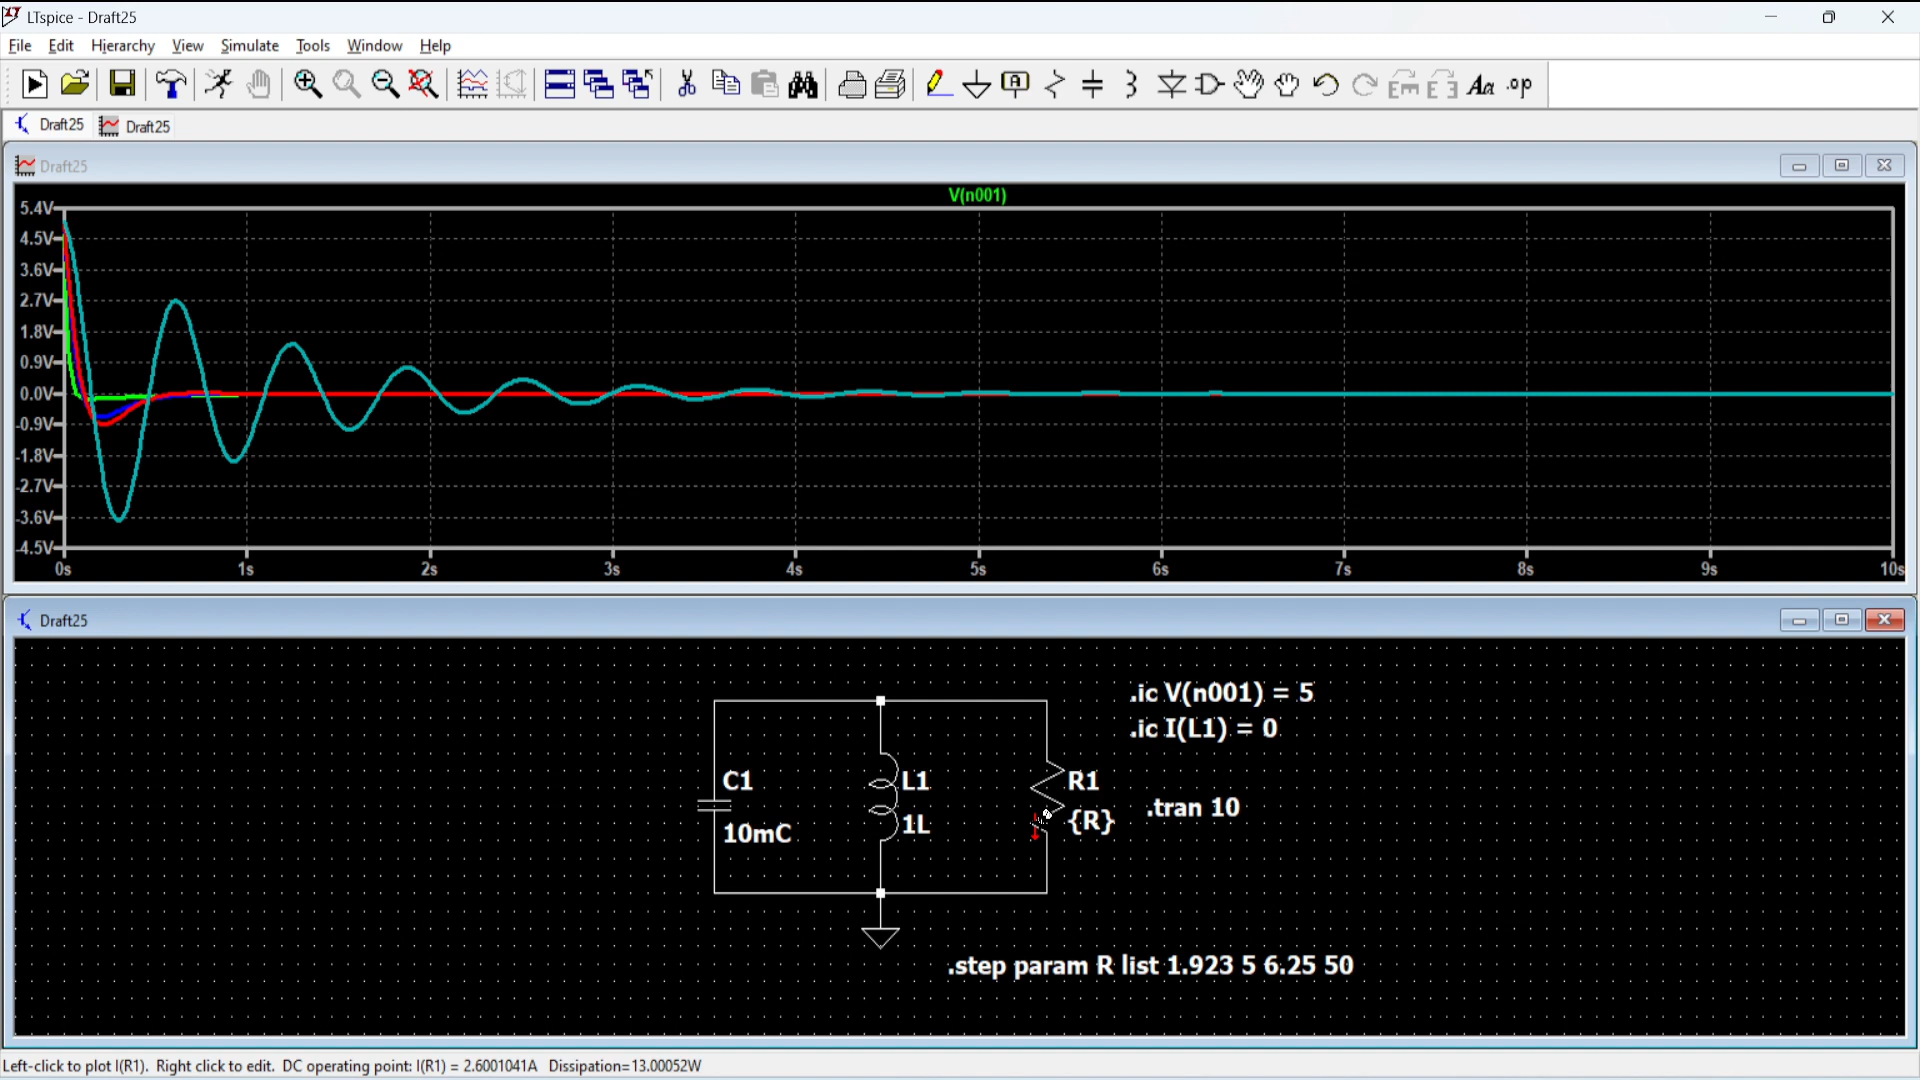 LTspice - Draft25
File Edit Hierarchy View Simulate Tools Window Help
A Aa .op
Draft25 Draft25
Draft25
V(n001)
5.4V
4.5V
3.6V
2.7V
1.8V
0.9V
0.0V
-0.9V
-1.8V
-2.7V
-3.6V
-4.5V
0s 1s 2s 3s 4s 5s 6s 7s 8s 9s 10s
Draft25
.ic V(n001) = 5
.ic I(L1) = 0
C1 L1 R1
10mC 1L {R} .tran 10
.step param R list 1.923 5 6.25 50
Left-click to plot I(R1). Right click to edit. DC operating point: I(R1) = 2.6001041A Dissipation=13.00052W